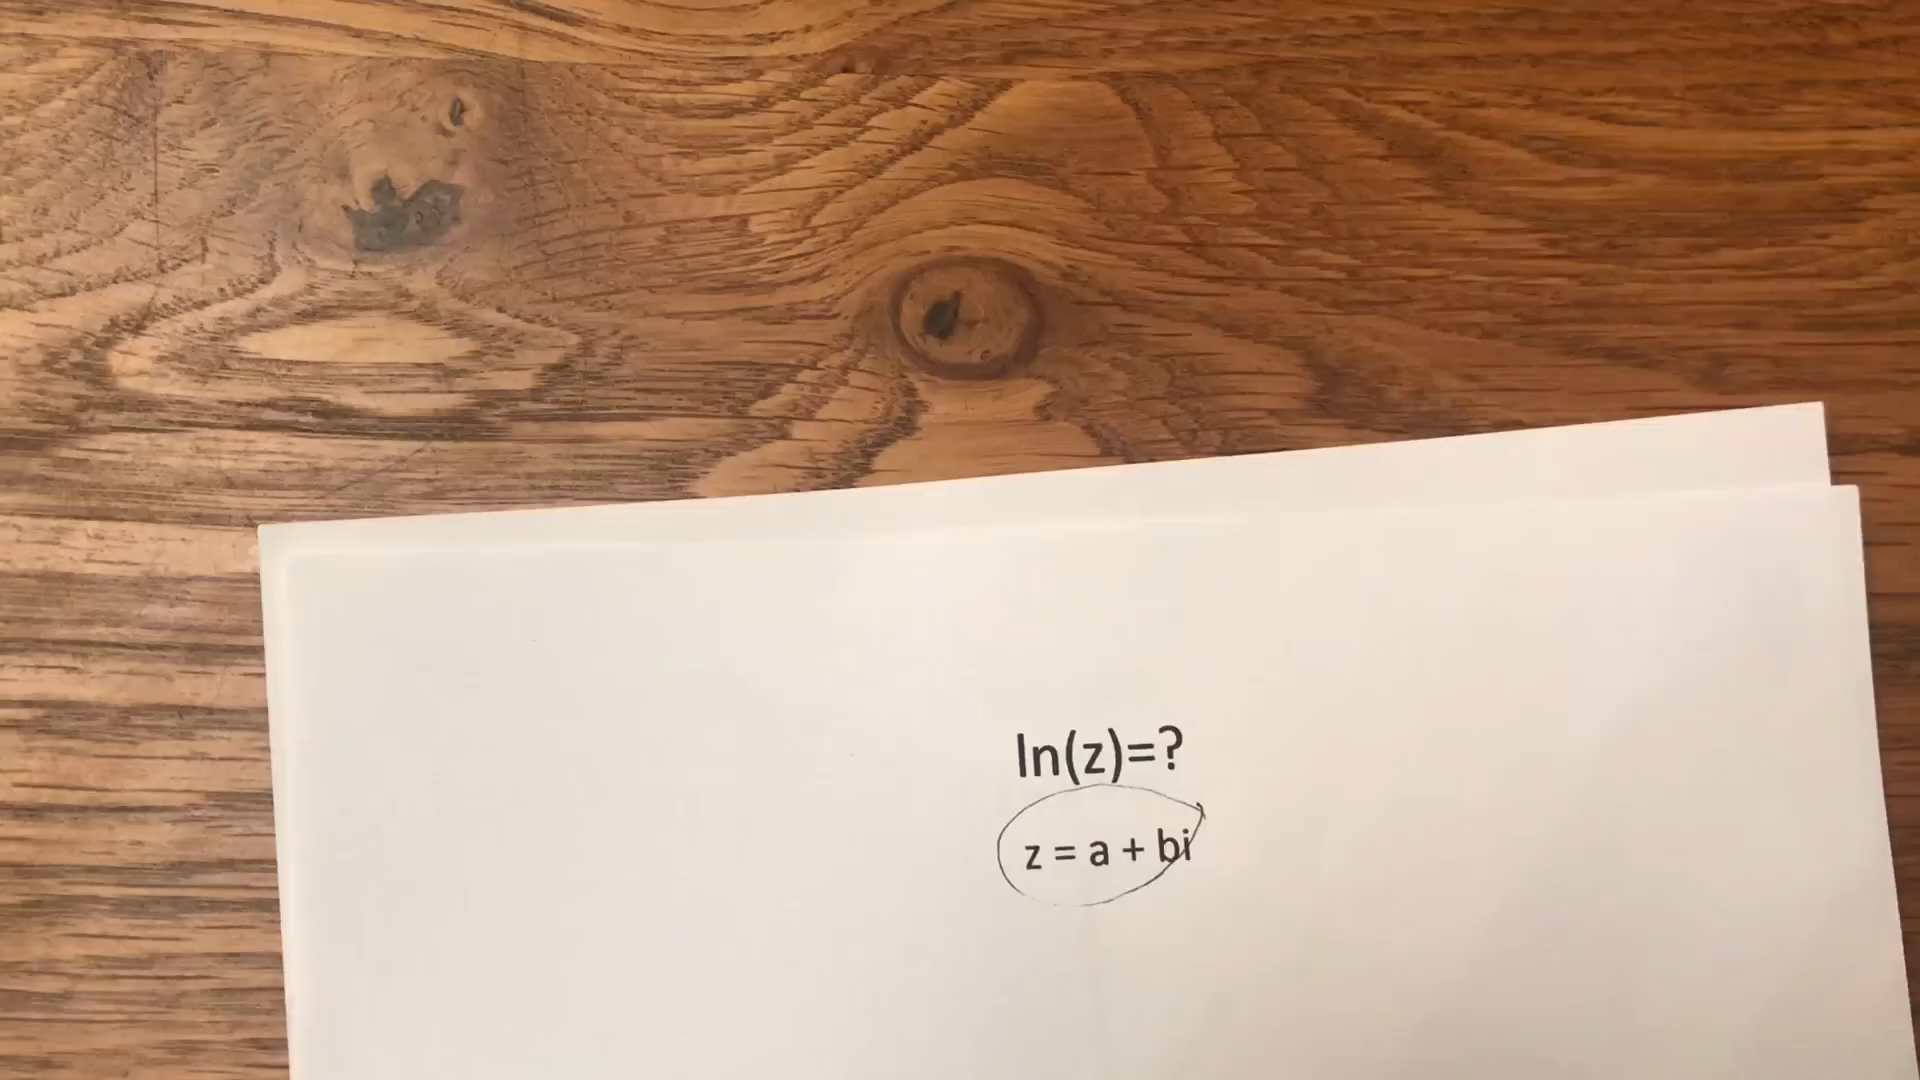 ln(z)=?
z = a + bi